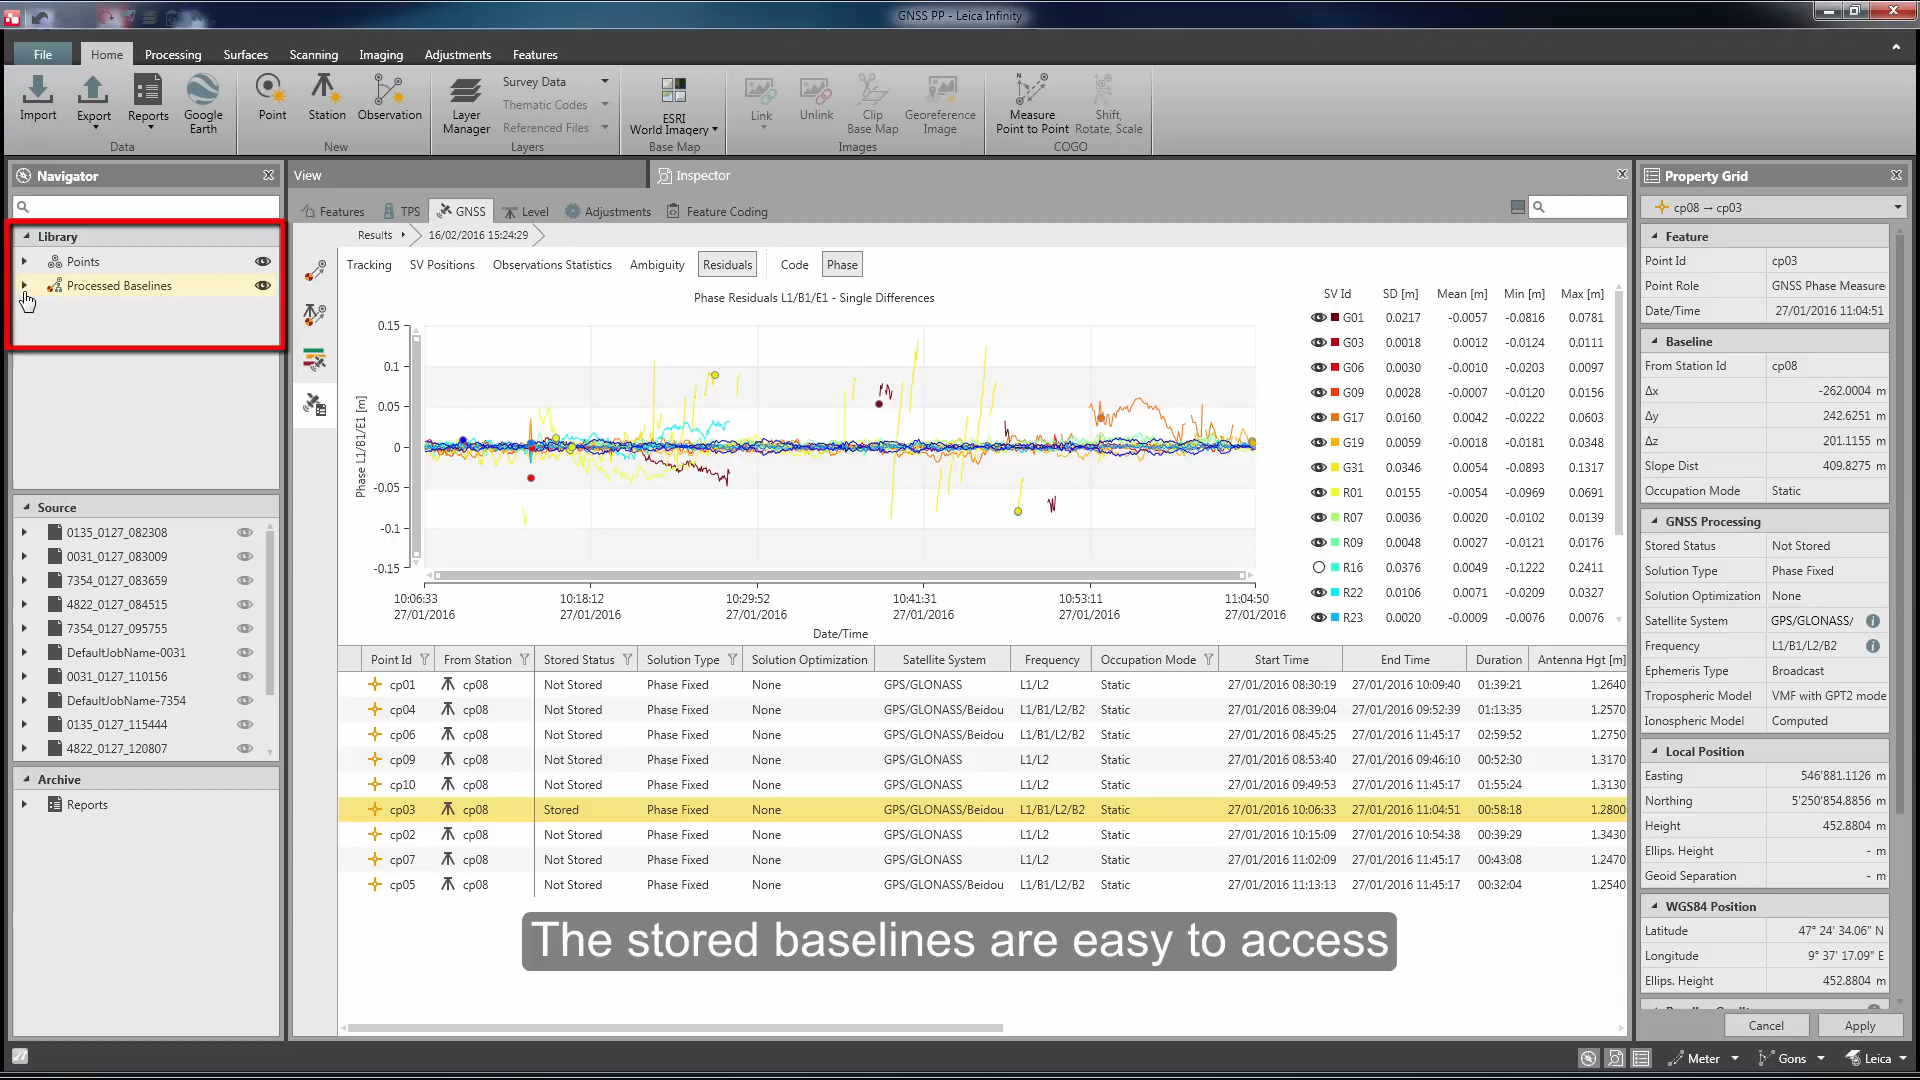 GNSS PP - Leica Infinity
File Home Processing Surfaces Scanning Imaging Adjustments Features
Import Export Reports Google Earth Point Station Observation Layer Manager Survey Data Thematic Codes Referenced Files ESRI World Imagery Link Unlink Clip Base Map Georeference Image Measure Point to Point Shift, Rotate, Scale
Data New Layers Base Map Images COGO
Navigator
Library
Points
Processed Baselines
Source
0135_0127_082308
0031_0127_083009
7354_0127_083659
4822_0127_084515
7354_0127_095755
DefaultJobName-0031
0031_0127_110156
DefaultJobName-7354
0135_0127_115444
4822_0127_120807
Archive
Reports
View Inspector
Features TPS GNSS Level Adjustments Feature Coding
Results 16/02/2016 15:24:29
Tracking SV Positions Observations Statistics Ambiguity Residuals Code Phase
Phase Residuals L1/B1/E1 - Single Differences
Phase L1/B1/E1 [m]
0.15
0.1
0.05
0
-0.05
-0.1
-0.15
10:06:33 10:18:12 10:29:52 10:41:31 10:53:11 11:04:50
27/01/2016 27/01/2016 27/01/2016 27/01/2016 27/01/2016 27/01/2016
Date/Time
SV Id SD [m] Mean [m] Min [m] Max [m]
G01 0.0217 -0.0057 -0.0816 0.0781
G03 0.0018 0.0012 -0.0124 0.0111
G06 0.0030 -0.0010 -0.0203 0.0097
G09 0.0028 -0.0007 -0.0120 0.0156
G17 0.0160 0.0042 -0.0222 0.0603
G19 0.0059 -0.0018 -0.0181 0.0348
G31 0.0346 0.0054 -0.0893 0.1317
R01 0.0155 -0.0054 -0.0969 0.0691
R07 0.0036 0.0020 -0.0102 0.0139
R09 0.0048 0.0027 -0.0121 0.0176
R16 0.0376 0.0049 -0.1222 0.2411
R22 0.0106 0.0071 -0.0209 0.0327
R23 0.0020 -0.0009 -0.0076 0.0076
Point Id From Station Stored Status Solution Type Solution Optimization Satellite System Frequency Occupation Mode Start Time End Time Duration Antenna Hgt [m]
cp01 cp08 Not Stored Phase Fixed None GPS/GLONASS L1/L2 Static 27/01/2016 08:30:19 27/01/2016 10:09:40 01:39:21 1.2640
cp04 cp08 Not Stored Phase Fixed None GPS/GLONASS/Beidou L1/B1/L2/B2 Static 27/01/2016 08:39:04 27/01/2016 09:52:39 01:13:35 1.2570
cp06 cp08 Not Stored Phase Fixed None GPS/GLONASS/Beidou L1/B1/L2/B2 Static 27/01/2016 08:45:25 27/01/2016 11:45:17 02:59:52 1.2750
cp09 cp08 Not Stored Phase Fixed None GPS/GLONASS L1/L2 Static 27/01/2016 08:53:40 27/01/2016 09:46:10 00:52:30 1.3170
cp10 cp08 Not Stored Phase Fixed None GPS/GLONASS L1/L2 Static 27/01/2016 09:49:53 27/01/2016 11:45:17 01:55:24 1.3130
cp03 cp08 Stored Phase Fixed None GPS/GLONASS/Beidou L1/B1/L2/B2 Static 27/01/2016 10:06:33 27/01/2016 11:04:51 00:58:18 1.2800
cp02 cp08 Not Stored Phase Fixed None GPS/GLONASS L1/L2 Static 27/01/2016 10:15:09 27/01/2016 10:54:38 00:39:29 1.3430
cp07 cp08 Not Stored Phase Fixed None GPS/GLONASS L1/L2 Static 27/01/2016 11:02:09 27/01/2016 11:45:17 00:43:08 1.2470
cp05 cp08 Not Stored Phase Fixed None GPS/GLONASS/Beidou L1/B1/L2/B2 Static 27/01/2016 11:13:13 27/01/2016 11:45:17 00:32:04 1.2540
The stored baselines are easy to access
Property Grid
cp08 → cp03
Feature
Point Id cp03
Point Role GNSS Phase Measure
Date/Time 27/01/2016 11:04:51
Baseline
From Station Id cp08
Δx -262.0004 m
Δy 242.6251 m
Δz 201.1155 m
Slope Dist 409.8275 m
Occupation Mode Static
GNSS Processing
Stored Status Not Stored
Solution Type Phase Fixed
Solution Optimization None
Satellite System GPS/GLONASS/
Frequency L1/B1/L2/B2
Ephemeris Type Broadcast
Tropospheric Model VMF with GPT2 mode
Ionospheric Model Computed
Local Position
Easting 546'881.1126 m
Northing 5'250'854.8856 m
Height 452.8804 m
Ellips. Height - m
Geoid Separation - m
WGS84 Position
Latitude 47° 24' 34.06" N
Longitude 9° 37' 17.09" E
Ellips. Height 452.8804 m
Cancel Apply
Meter Gons Leica